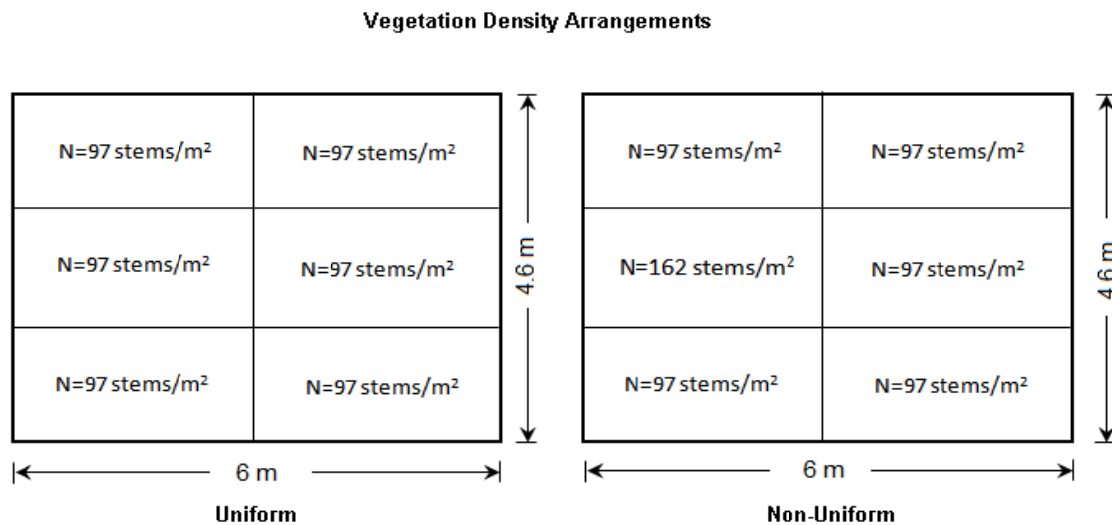 Vegetation Density Arrangements
N=97 stems/m²
N=97 stems/m²
N=97 stems/m²
N=97 stems/m²
N=97 stems/m²
N=97 stems/m²
4.6 m
6 m
Uniform
N=97 stems/m²
N=97 stems/m²
N=162 stems/m²
N=97 stems/m²
N=97 stems/m²
N=97 stems/m²
4.6 m
6 m
Non-Uniform